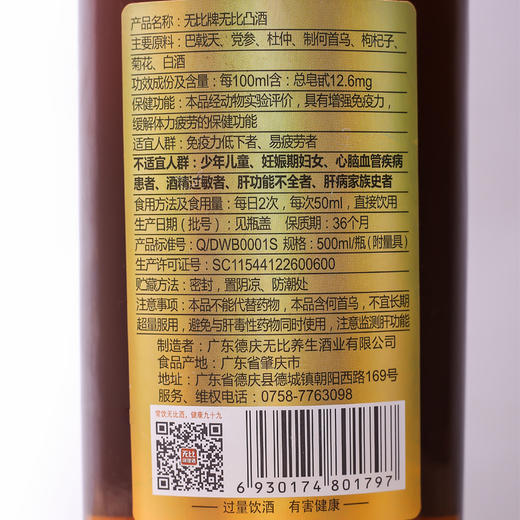 产品名称：无比牌无比凸酒
主要原料：巴戟天、党参、杜仲、制何首乌、枸杞子、
菊花、白酒
功效成份及含量：每100ml含：总皂甙12.6mg
保健功能：本品经动物实验评价，具有增强免疫力，
缓解体力疲劳的保健功能
适宜人群：免疫力低下者、易疲劳者
不适宜人群：少年儿童、妊娠期妇女、心脑血管疾病
患者、酒精过敏者、肝功能不全者、肝病家族史者
食用方法及食用量：每日2次，每次50ml，直接饮用
生产日期（批号）：见瓶盖 保质期：36个月
产品标准号：Q/DWB0001S 规格：500ml/瓶（附量具）
生产许可证号：SC11544122600600
贮藏方法：密封，置阴凉、防潮处
注意事项：本品不能代替药物，本品含何首乌，不宜长期
超量服用，避免与肝毒性药物同时使用，注意监测肝功能
制造者：广东德庆无比养生酒业有限公司
食品产地：广东省肇庆市
地址：广东省德庆县德城镇朝阳西路169号
服务、维权电话：0758-7763098
常饮无比酒，健康九十九
无比
保健酒
6 930174 801797
过量饮酒 有害健康